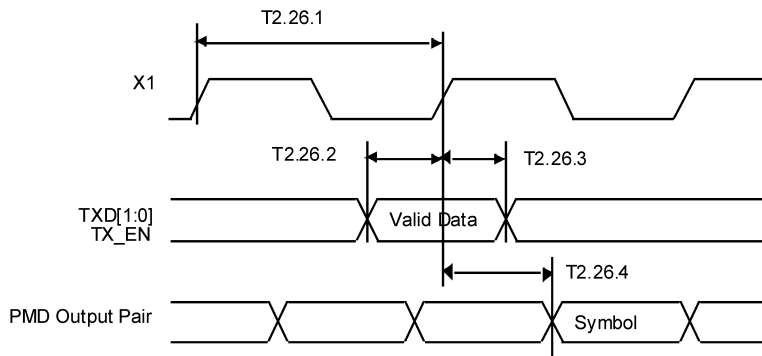 T2.26.1
X1
T2.26.2
T2.26.3
TXD[1:0]
TX_EN
Valid Data
T2.26.4
PMD Output Pair
Symbol